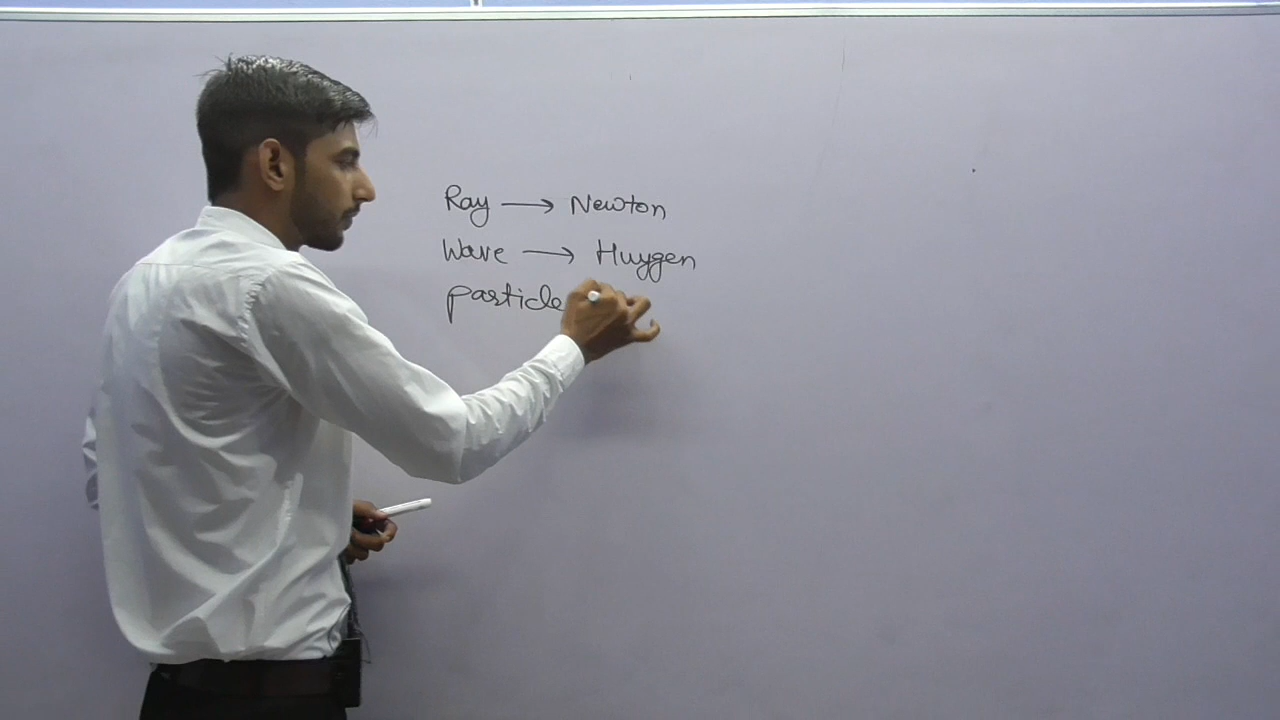 Ray → Newton
Wave → Huygen
particle